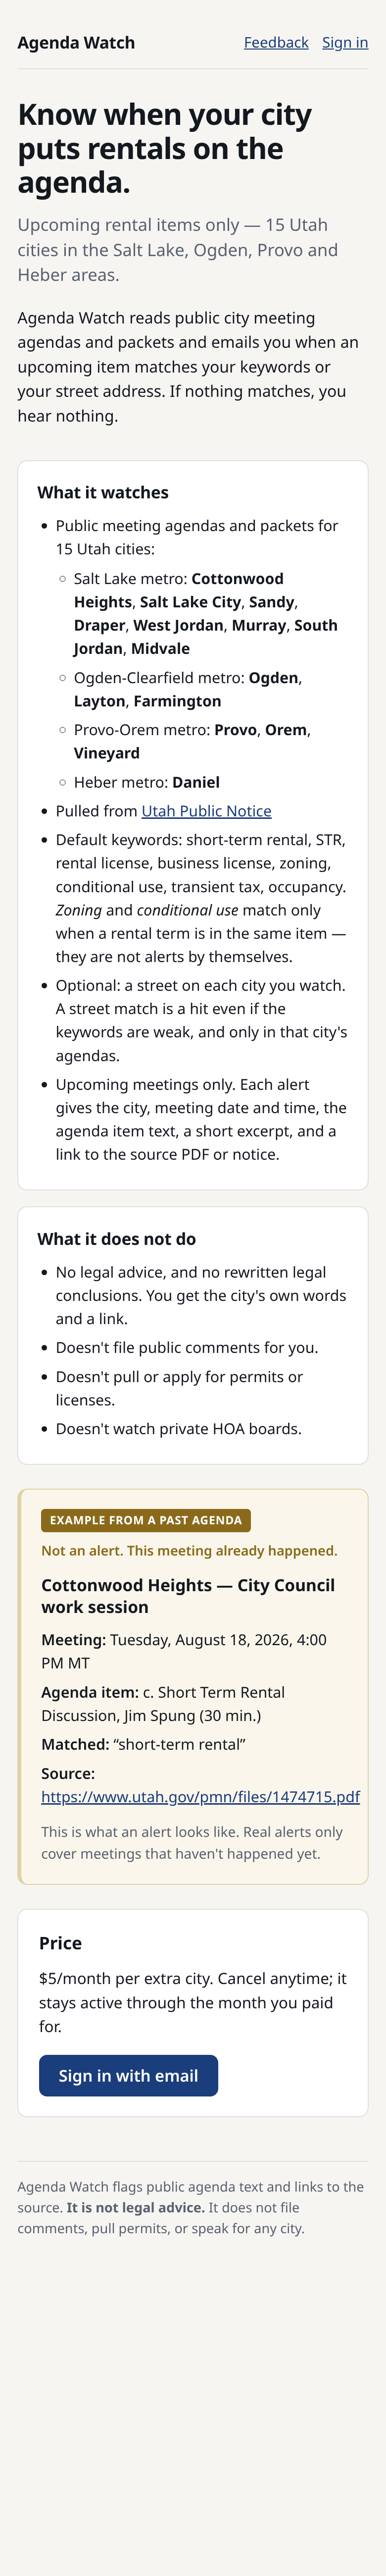 Agenda Watch
Feedback Sign in
Know when your city
puts rentals on the
agenda.
Upcoming rental items only — 15 Utah
cities in the Salt Lake, Ogden, Provo and
Heber areas.
Agenda Watch reads public city meeting
agendas and packets and emails you when an
upcoming item matches your keywords or
your street address. If nothing matches, you
hear nothing.
What it watches
• Public meeting agendas and packets for
15 Utah cities:
◦ Salt Lake metro: Cottonwood
Heights, Salt Lake City, Sandy,
Draper, West Jordan, Murray, South
Jordan, Midvale
◦ Ogden-Clearfield metro: Ogden,
Layton, Farmington
◦ Provo-Orem metro: Provo, Orem,
Vineyard
◦ Heber metro: Daniel
• Pulled from Utah Public Notice
• Default keywords: short-term rental, STR,
rental license, business license, zoning,
conditional use, transient tax, occupancy.
Zoning and conditional use match only
when a rental term is in the same item —
they are not alerts by themselves.
• Optional: a street on each city you watch.
A street match is a hit even if the
keywords are weak, and only in that city's
agendas.
• Upcoming meetings only. Each alert
gives the city, meeting date and time, the
agenda item text, a short excerpt, and a
link to the source PDF or notice.
What it does not do
• No legal advice, and no rewritten legal
conclusions. You get the city's own words
and a link.
• Doesn't file public comments for you.
• Doesn't pull or apply for permits or
licenses.
• Doesn't watch private HOA boards.
EXAMPLE FROM A PAST AGENDA
Not an alert. This meeting already happened.
Cottonwood Heights — City Council
work session
Meeting: Tuesday, August 18, 2026, 4:00
PM MT
Agenda item: c. Short Term Rental
Discussion, Jim Spung (30 min.)
Matched: “short-term rental”
Source:
https://www.utah.gov/pmn/files/1474715.pdf
This is what an alert looks like. Real alerts only
cover meetings that haven't happened yet.
Price
$5/month per extra city. Cancel anytime; it
stays active through the month you paid
for.
Sign in with email
Agenda Watch flags public agenda text and links to the
source. It is not legal advice. It does not file
comments, pull permits, or speak for any city.